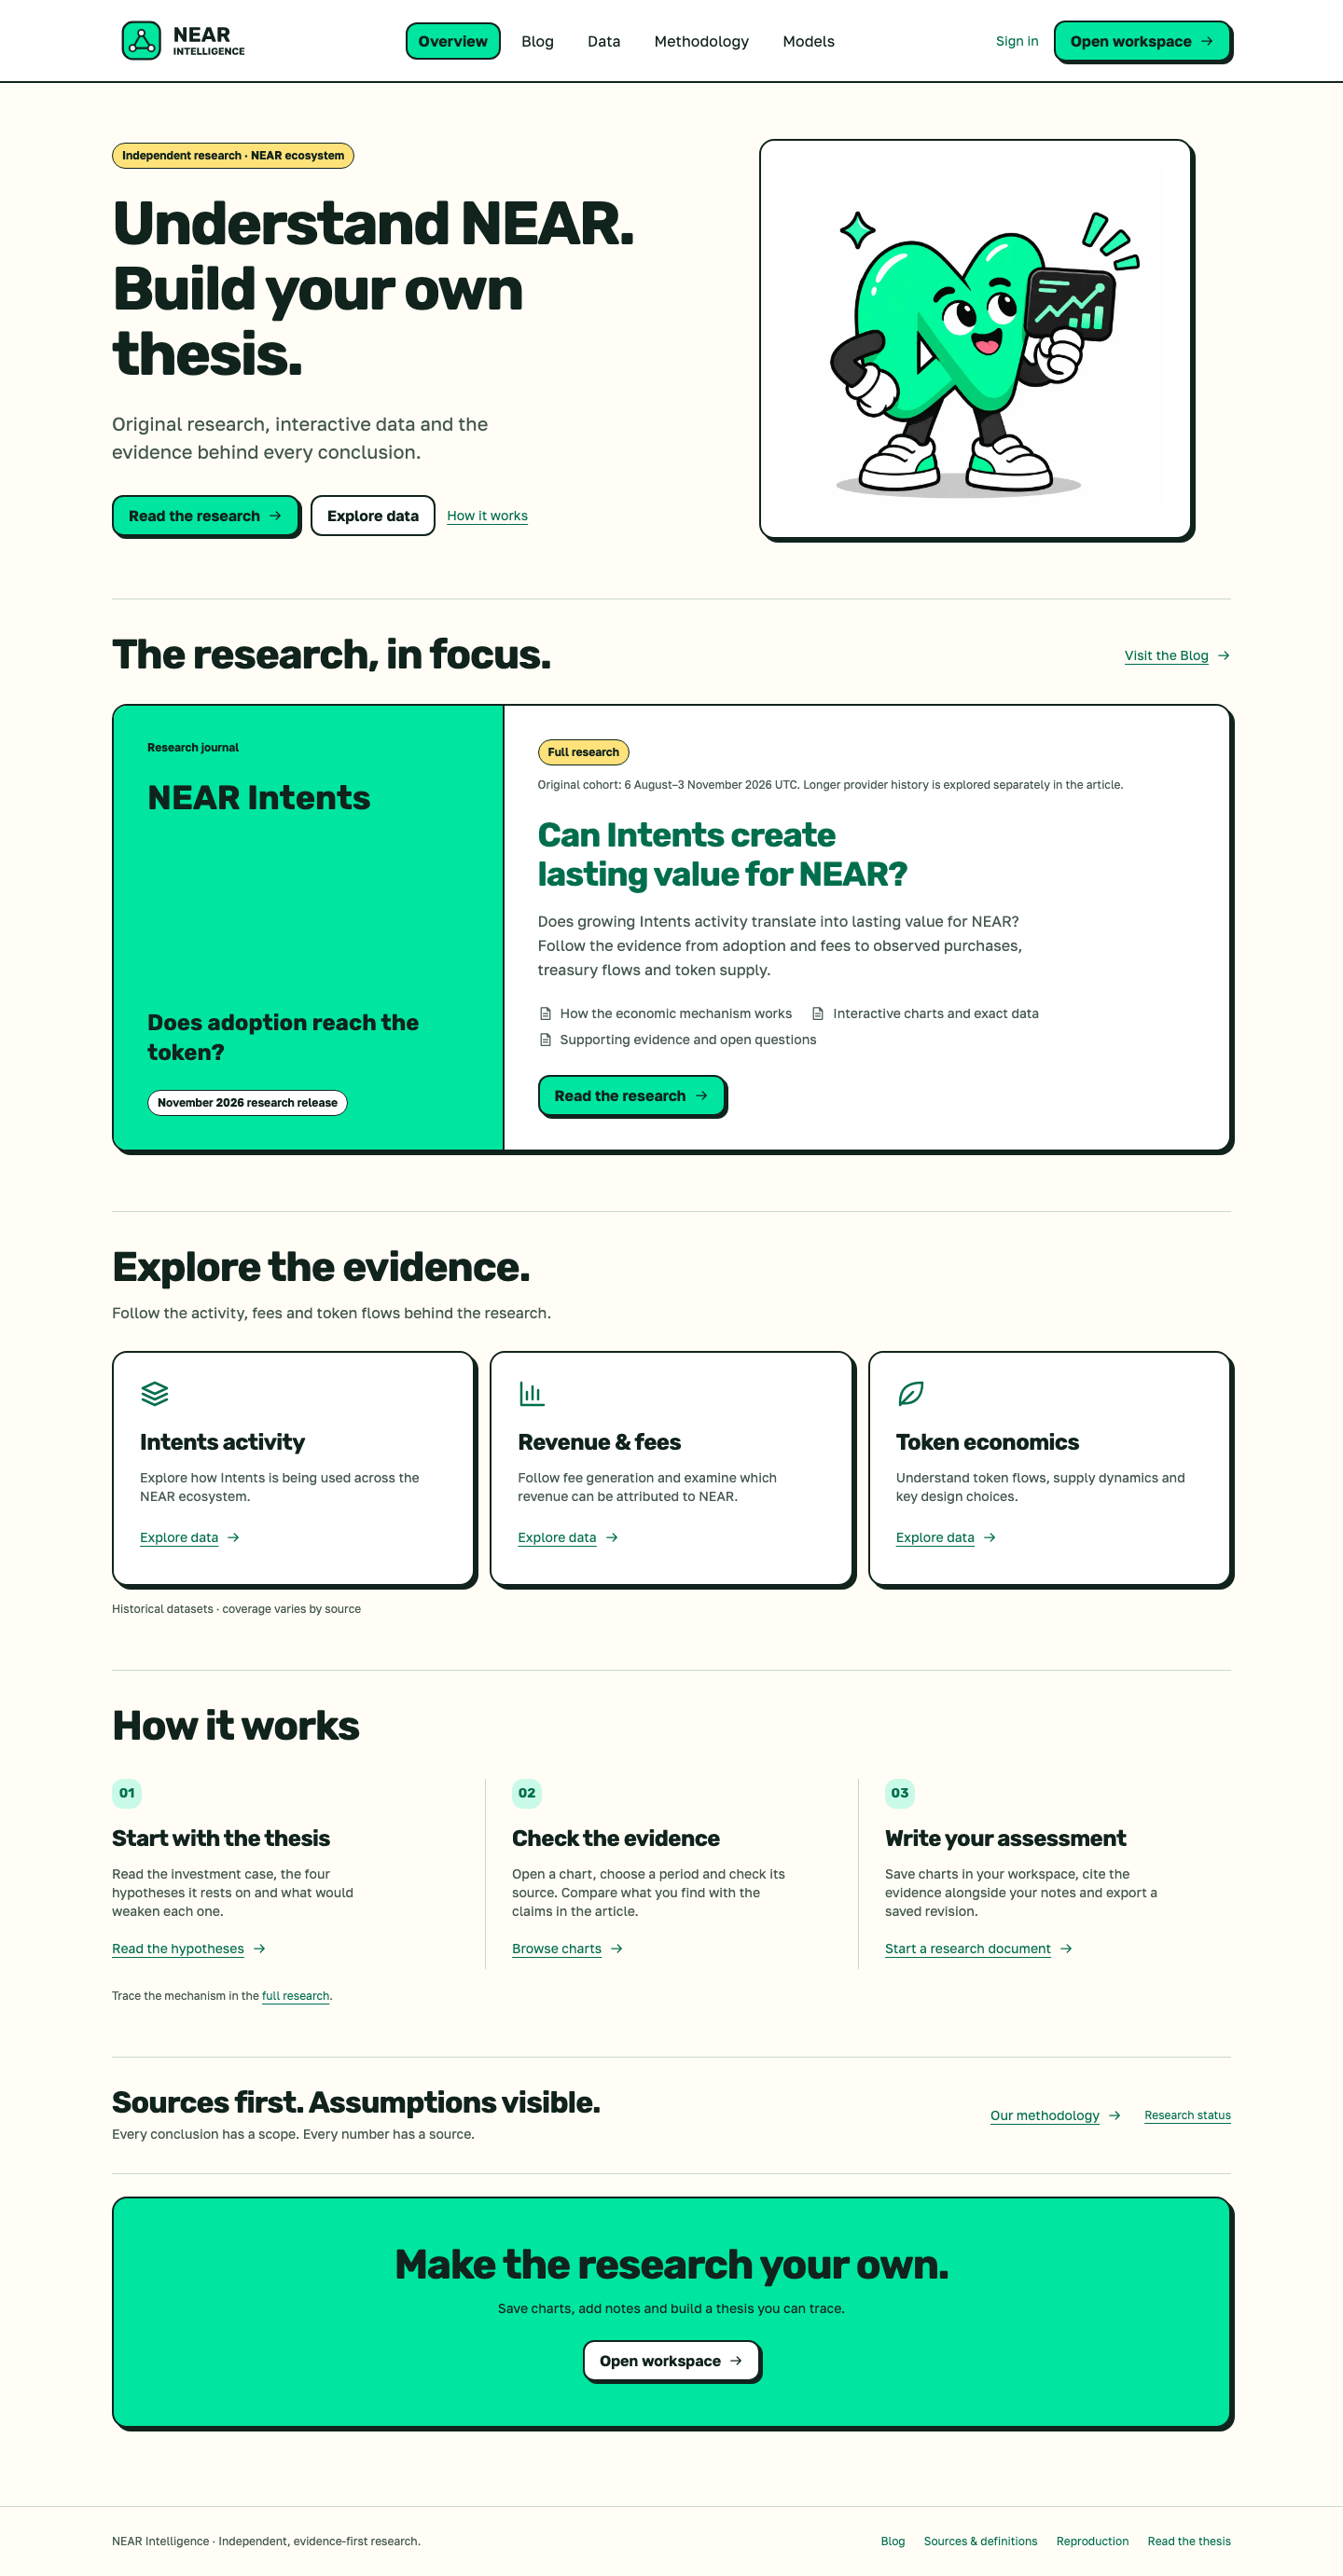 NEAR
INTELLIGENCE
Overview
Blog
Data
Methodology
Models
Sign in
Open workspace
Independent research · NEAR ecosystem
Understand NEAR.
Build your own
thesis.
Original research, interactive data and the
evidence behind every conclusion.
Read the research
Explore data
How it works
The research, in focus.
Visit the Blog
Research journal
NEAR Intents
Does adoption reach the
token?
November 2026 research release
Full research
Original cohort: 6 August–3 November 2026 UTC. Longer provider history is explored separately in the article.
Can Intents create
lasting value for NEAR?
Does growing Intents activity translate into lasting value for NEAR?
Follow the evidence from adoption and fees to observed purchases,
treasury flows and token supply.
How the economic mechanism works
Interactive charts and exact data
Supporting evidence and open questions
Read the research
Explore the evidence.
Follow the activity, fees and token flows behind the research.
Intents activity
Explore how Intents is being used across the
NEAR ecosystem.
Explore data
Revenue & fees
Follow fee generation and examine which
revenue can be attributed to NEAR.
Explore data
Token economics
Understand token flows, supply dynamics and
key design choices.
Explore data
Historical datasets · coverage varies by source
How it works
01
Start with the thesis
Read the investment case, the four
hypotheses it rests on and what would
weaken each one.
Read the hypotheses
02
Check the evidence
Open a chart, choose a period and check its
source. Compare what you find with the
claims in the article.
Browse charts
03
Write your assessment
Save charts in your workspace, cite the
evidence alongside your notes and export a
saved revision.
Start a research document
Trace the mechanism in the full research.
Sources first. Assumptions visible.
Every conclusion has a scope. Every number has a source.
Our methodology
Research status
Make the research your own.
Save charts, add notes and build a thesis you can trace.
Open workspace
NEAR Intelligence · Independent, evidence-first research.
Blog
Sources & definitions
Reproduction
Read the thesis